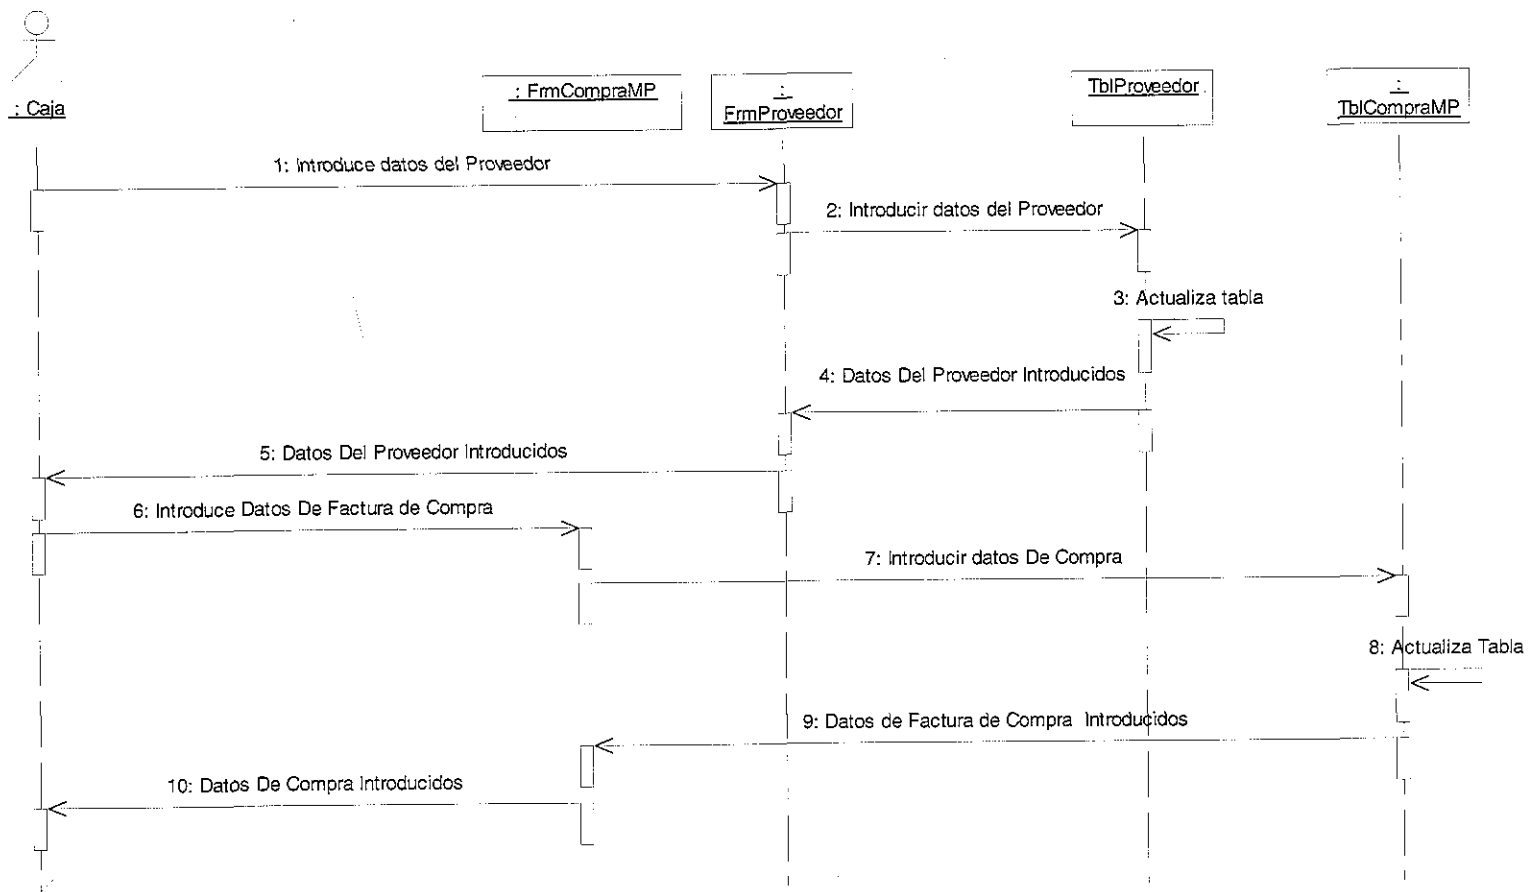 : Caja
: FrmCompraMP
:
FrmProveedor
TblProveedor
:
TblCompraMP
1: Introduce datos del Proveedor
2: Introducir datos del Proveedor
3: Actualiza tabla
4: Datos Del Proveedor Introducidos
5: Datos Del Proveedor Introducidos
6: Introduce Datos De Factura de Compra
7: Introducir datos De Compra
8: Actualiza Tabla
9: Datos de Factura de Compra Introducidos
10: Datos De Compra Introducidos